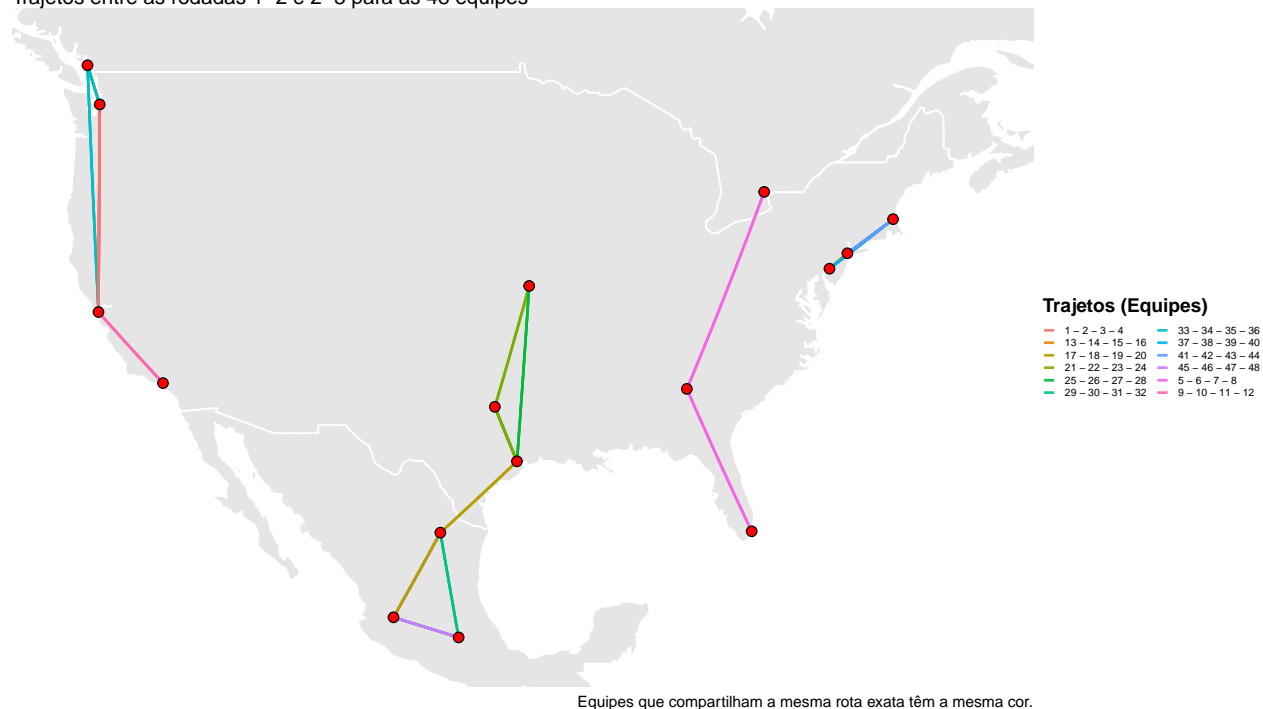 Trajetos entre as rodadas 1–2 e 2–3 para as 48 equipes
Trajetos (Equipes)
1 – 2 – 3 – 4
13 – 14 – 15 – 16
17 – 18 – 19 – 20
21 – 22 – 23 – 24
25 – 26 – 27 – 28
29 – 30 – 31 – 32
33 – 34 – 35 – 36
37 – 38 – 39 – 40
41 – 42 – 43 – 44
45 – 46 – 47 – 48
5 – 6 – 7 – 8
9 – 10 – 11 – 12
Equipes que compartilham a mesma rota exata têm a mesma cor.